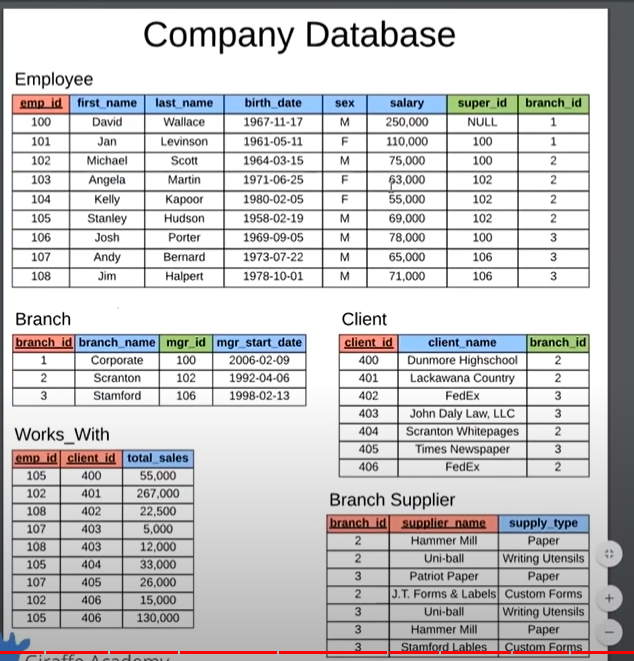 Company Database
Employee
emp_id first_name last_name birth_date sex salary super_id branch_id
100 David Wallace 1967-11-17 M 250,000 NULL 1
101 Jan Levinson 1961-05-11 F 110,000 100 1
102 Michael Scott 1964-03-15 M 75,000 100 2
103 Angela Martin 1971-06-25 F 63,000 102 2
104 Kelly Kapoor 1980-02-05 F 55,000 102 2
105 Stanley Hudson 1958-02-19 M 69,000 102 2
106 Josh Porter 1969-09-05 M 78,000 100 3
107 Andy Bernard 1973-07-22 M 65,000 106 3
108 Jim Halpert 1978-10-01 M 71,000 106 3
Branch
branch_id branch_name mgr_id mgr_start_date
1 Corporate 100 2006-02-09
2 Scranton 102 1992-04-06
3 Stamford 106 1998-02-13
Client
client_id client_name branch_id
400 Dunmore Highschool 2
401 Lackawana Country 2
402 FedEx 3
403 John Daly Law, LLC 3
404 Scranton Whitepages 2
405 Times Newspaper 3
406 FedEx 2
Works_With
emp_id client_id total_sales
105 400 55,000
102 401 267,000
108 402 22,500
107 403 5,000
108 403 12,000
105 404 33,000
107 405 26,000
102 406 15,000
105 406 130,000
Branch Supplier
branch_id supplier_name supply_type
2 Hammer Mill Paper
2 Uni-ball Writing Utensils
3 Patriot Paper Paper
2 J.T. Forms & Labels Custom Forms
3 Uni-ball Writing Utensils
3 Hammer Mill Paper
3 Stamford Lables Custom Forms
Giraffe Academy